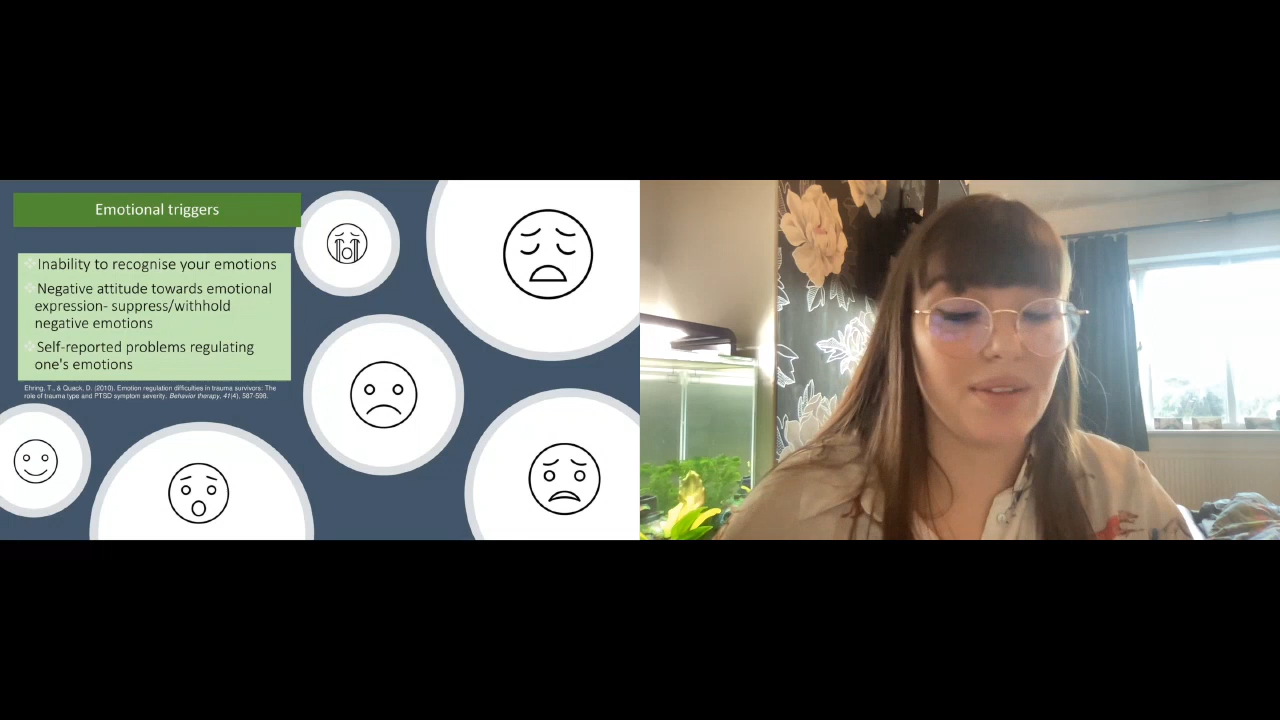 Emotional triggers
Inability to recognise your emotions
Negative attitude towards emotional
expression- suppress/withhold
negative emotions
Self-reported problems regulating
one's emotions
Ehring, T., & Quack, D. (2010). Emotion regulation difficulties in trauma survivors: The
role of trauma type and PTSD symptom severity. Behavior therapy, 41(4), 587-598.